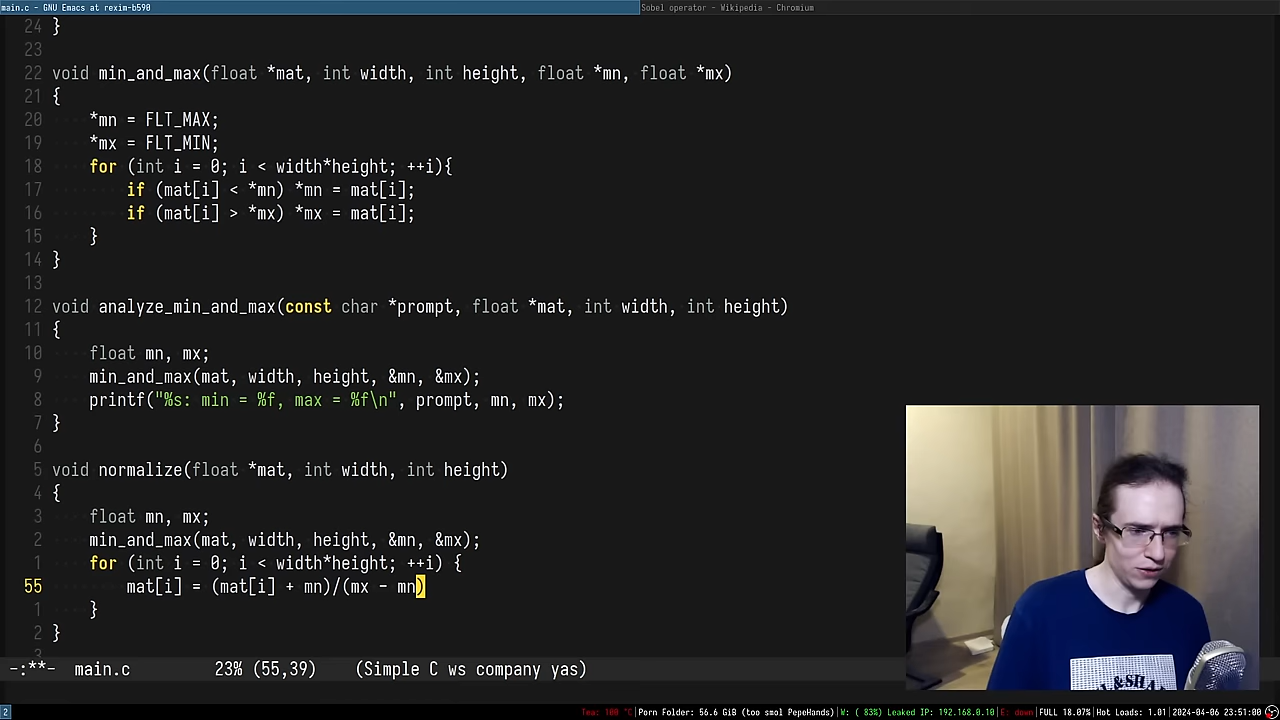 main.c - GNU Emacs at rexim-b590
Sobel operator - Wikipedia - Chromium
24 }
23
22 void min_and_max(float *mat, int width, int height, float *mn, float *mx)
21 {
20 *mn = FLT_MAX;
19 *mx = FLT_MIN;
18 for (int i = 0; i < width*height; ++i){
17 if (mat[i] < *mn) *mn = mat[i];
16 if (mat[i] > *mx) *mx = mat[i];
15 }
14 }
13
12 void analyze_min_and_max(const char *prompt, float *mat, int width, int height)
11 {
10 float mn, mx;
9 min_and_max(mat, width, height, &mn, &mx);
8 printf("%s: min = %f, max = %f\n", prompt, mn, mx);
7 }
6
5 void normalize(float *mat, int width, int height)
4 {
3 float mn, mx;
2 min_and_max(mat, width, height, &mn, &mx);
1 for (int i = 0; i < width*height; ++i) {
55 mat[i] = (mat[i] + mn)/(mx - mn)
1 }
2 }
3
-:**- main.c 23% (55,39) (Simple C ws company yas)
2
Tea: 100 °C|Porn Folder: 56.6 GiB (too smol PepeHands)|W: ( 83%) Leaked IP: 192.168.0.10|E: down|FULL 18.07%|Hot Loads: 1.01|2024-04-06 23:51:00